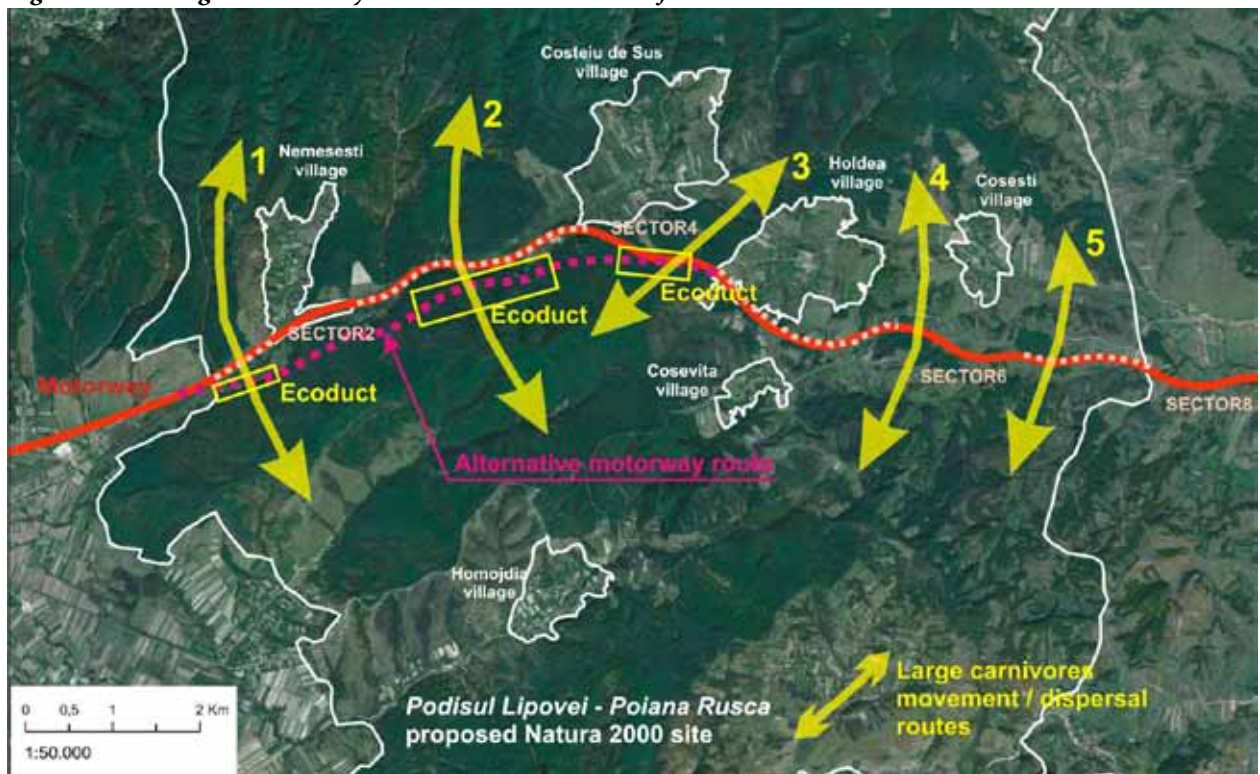 Costeiu de Sus
village
2
1
Nemesesti
village
3
Holdea
village
4
Cosesti
village
5
SECTOR4
Ecoduct
Ecoduct
SECTOR2
Cosevita
village
SECTOR6
SECTOR8
Motorway
Ecoduct
Alternative motorway route
Homojdia
village
Large carnivores
movement / dispersal
routes
Podisul Lipovei - Poiana Rusca
proposed Natura 2000 site
0 0,5 1 2 Km
1:50.000